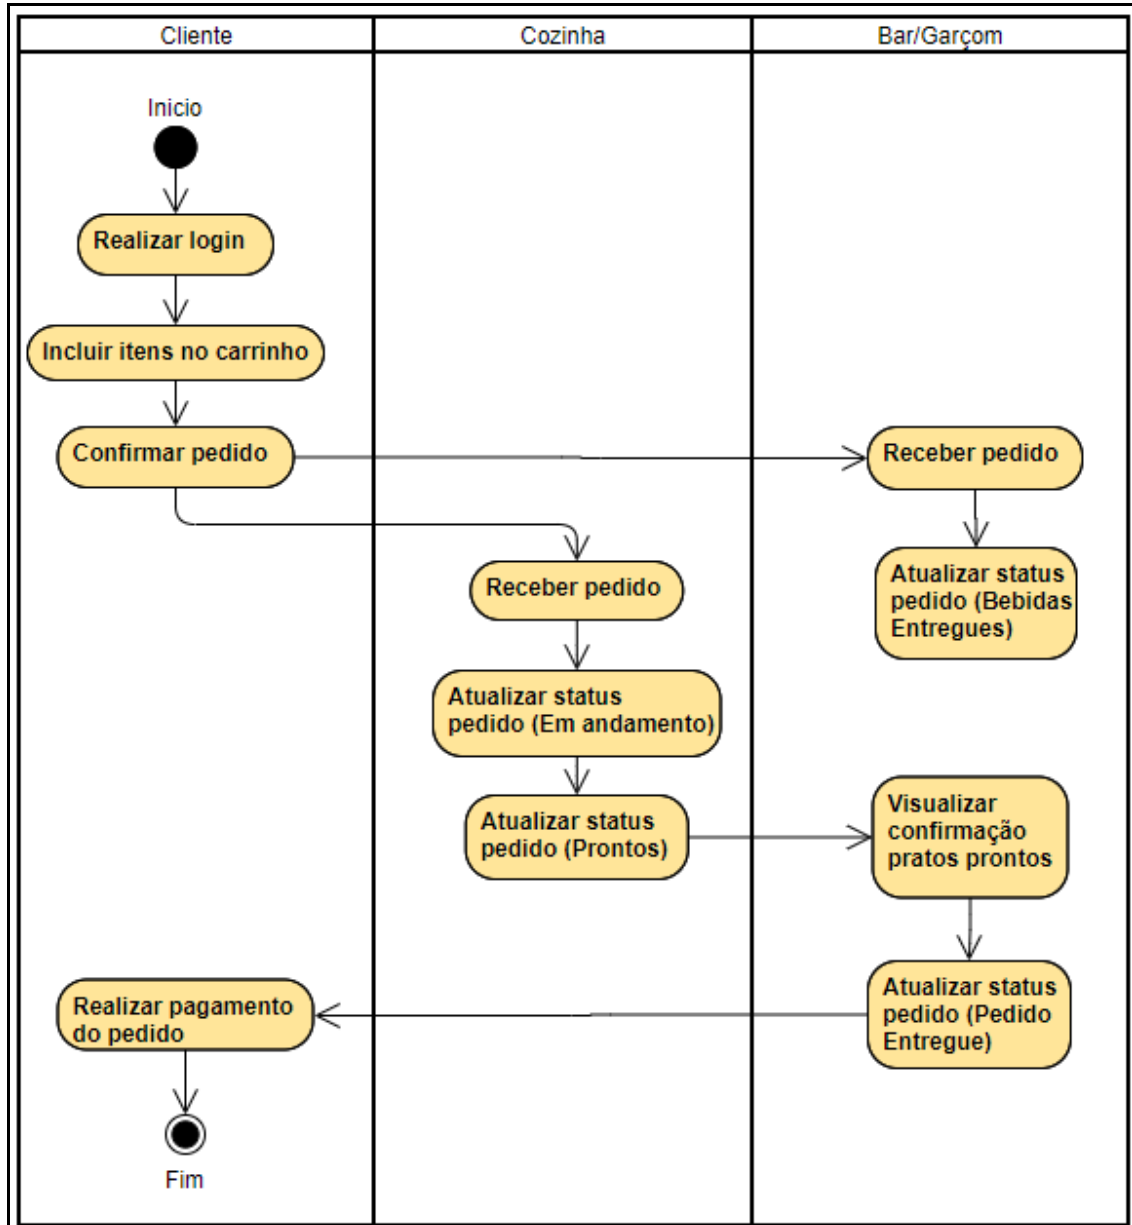 Cliente
Cozinha
Bar/Garçom
Inicio
Realizar login
Incluir itens no carrinho
Confirmar pedido
Receber pedido
Atualizar status
pedido (Bebidas
Entregues)
Receber pedido
Atualizar status
pedido (Em andamento)
Atualizar status
pedido (Prontos)
Visualizar
confirmação
pratos prontos
Atualizar status
pedido (Pedido
Entregue)
Realizar pagamento
do pedido
Fim